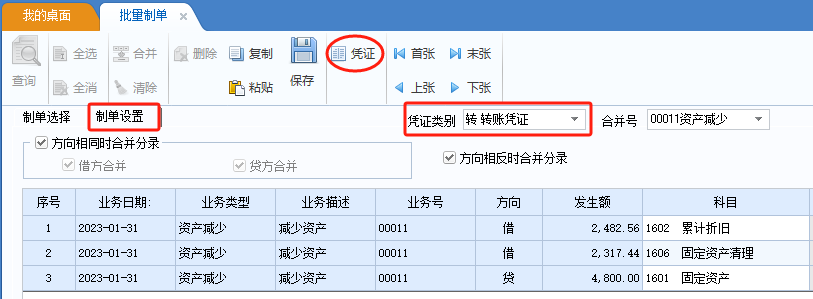 我的桌面 批量制单
查询 全选 合并 删除 复制 保存 凭证 首张 末张
全消 清除 粘贴 上张 下张
制单选择 制单设置 凭证类别 转 转账凭证 合并号 00011资产减少
方向相同时合并分录
借方合并 贷方合并 方向相反时合并分录
序号 业务日期: 业务类型 业务描述 业务号 方向 发生额 科目
1 2023-01-31 资产减少 减少资产 00011 借 2,482.56 1602 累计折旧
2 2023-01-31 资产减少 减少资产 00011 借 2,317.44 1606 固定资产清理
3 2023-01-31 资产减少 减少资产 00011 贷 4,800.00 1601 固定资产